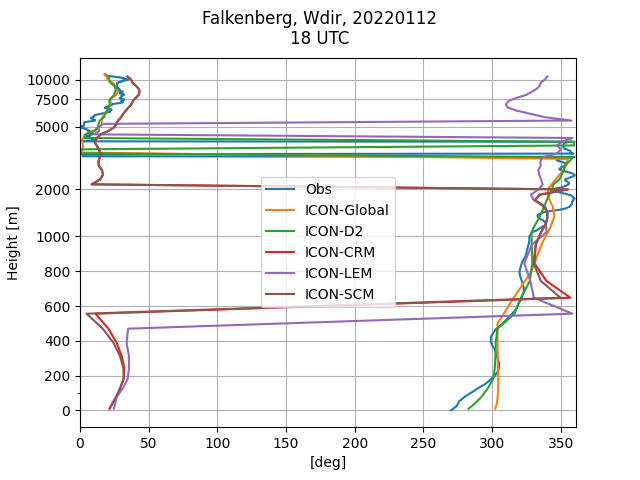 Falkenberg, Wdir, 20220112
18 UTC
10000
7500
5000
2000
1000
800
600
400
200
0
Height [m]
Obs
ICON-Global
ICON-D2
ICON-CRM
ICON-LEM
ICON-SCM
0 50 100 150 200 250 300 350
[deg]